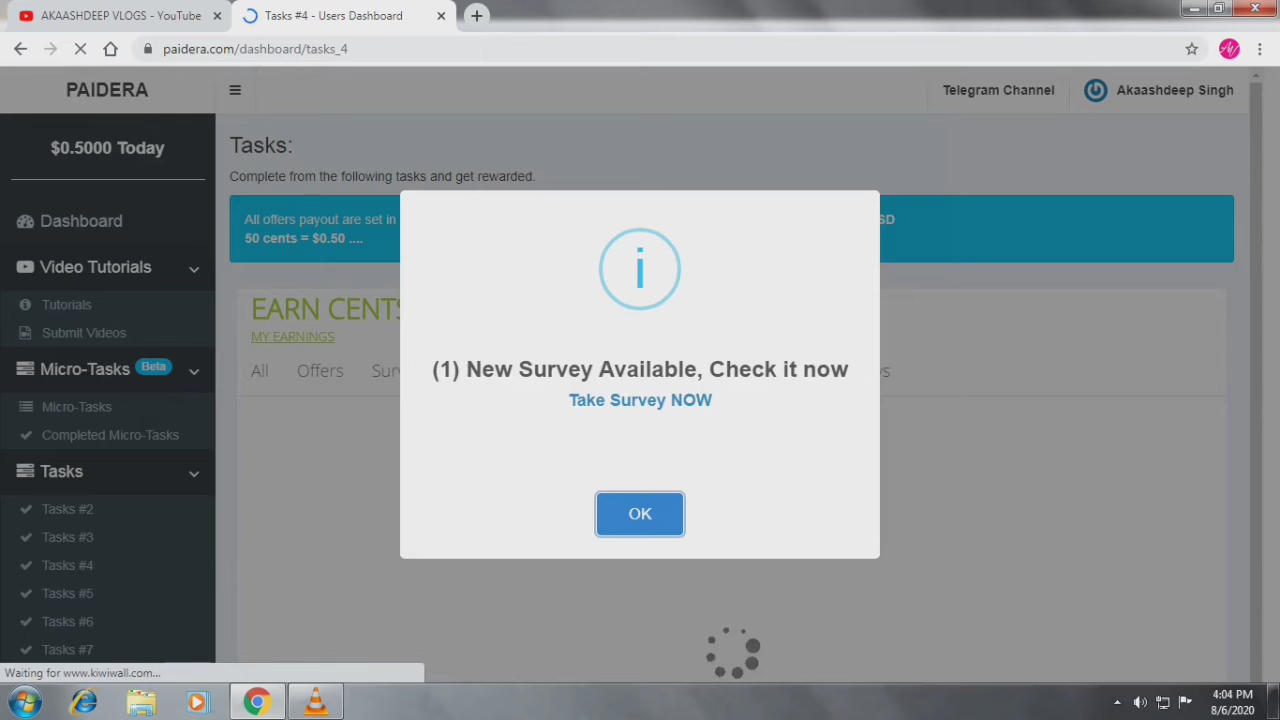 AKAASHDEEP VLOGS - YouTube
Tasks #4 - Users Dashboard
paidera.com/dashboard/tasks_4
PAIDERA
Telegram Channel
Akaashdeep Singh
$0.5000 Today
Dashboard
Video Tutorials
Tutorials
Submit Videos
Micro-Tasks Beta
Micro-Tasks
Completed Micro-Tasks
Tasks
Tasks #2
Tasks #3
Tasks #4
Tasks #5
Tasks #6
Tasks #7
Tasks:
Complete from the following tasks and get rewarded.
All offers payout are set in
50 cents = $0.50 ....
EARN CENTS
MY EARNINGS
All Offers
(1) New Survey Available, Check it now
Take Survey NOW
OK
Waiting for www.kiwiwall.com...
4:04 PM
8/6/2020